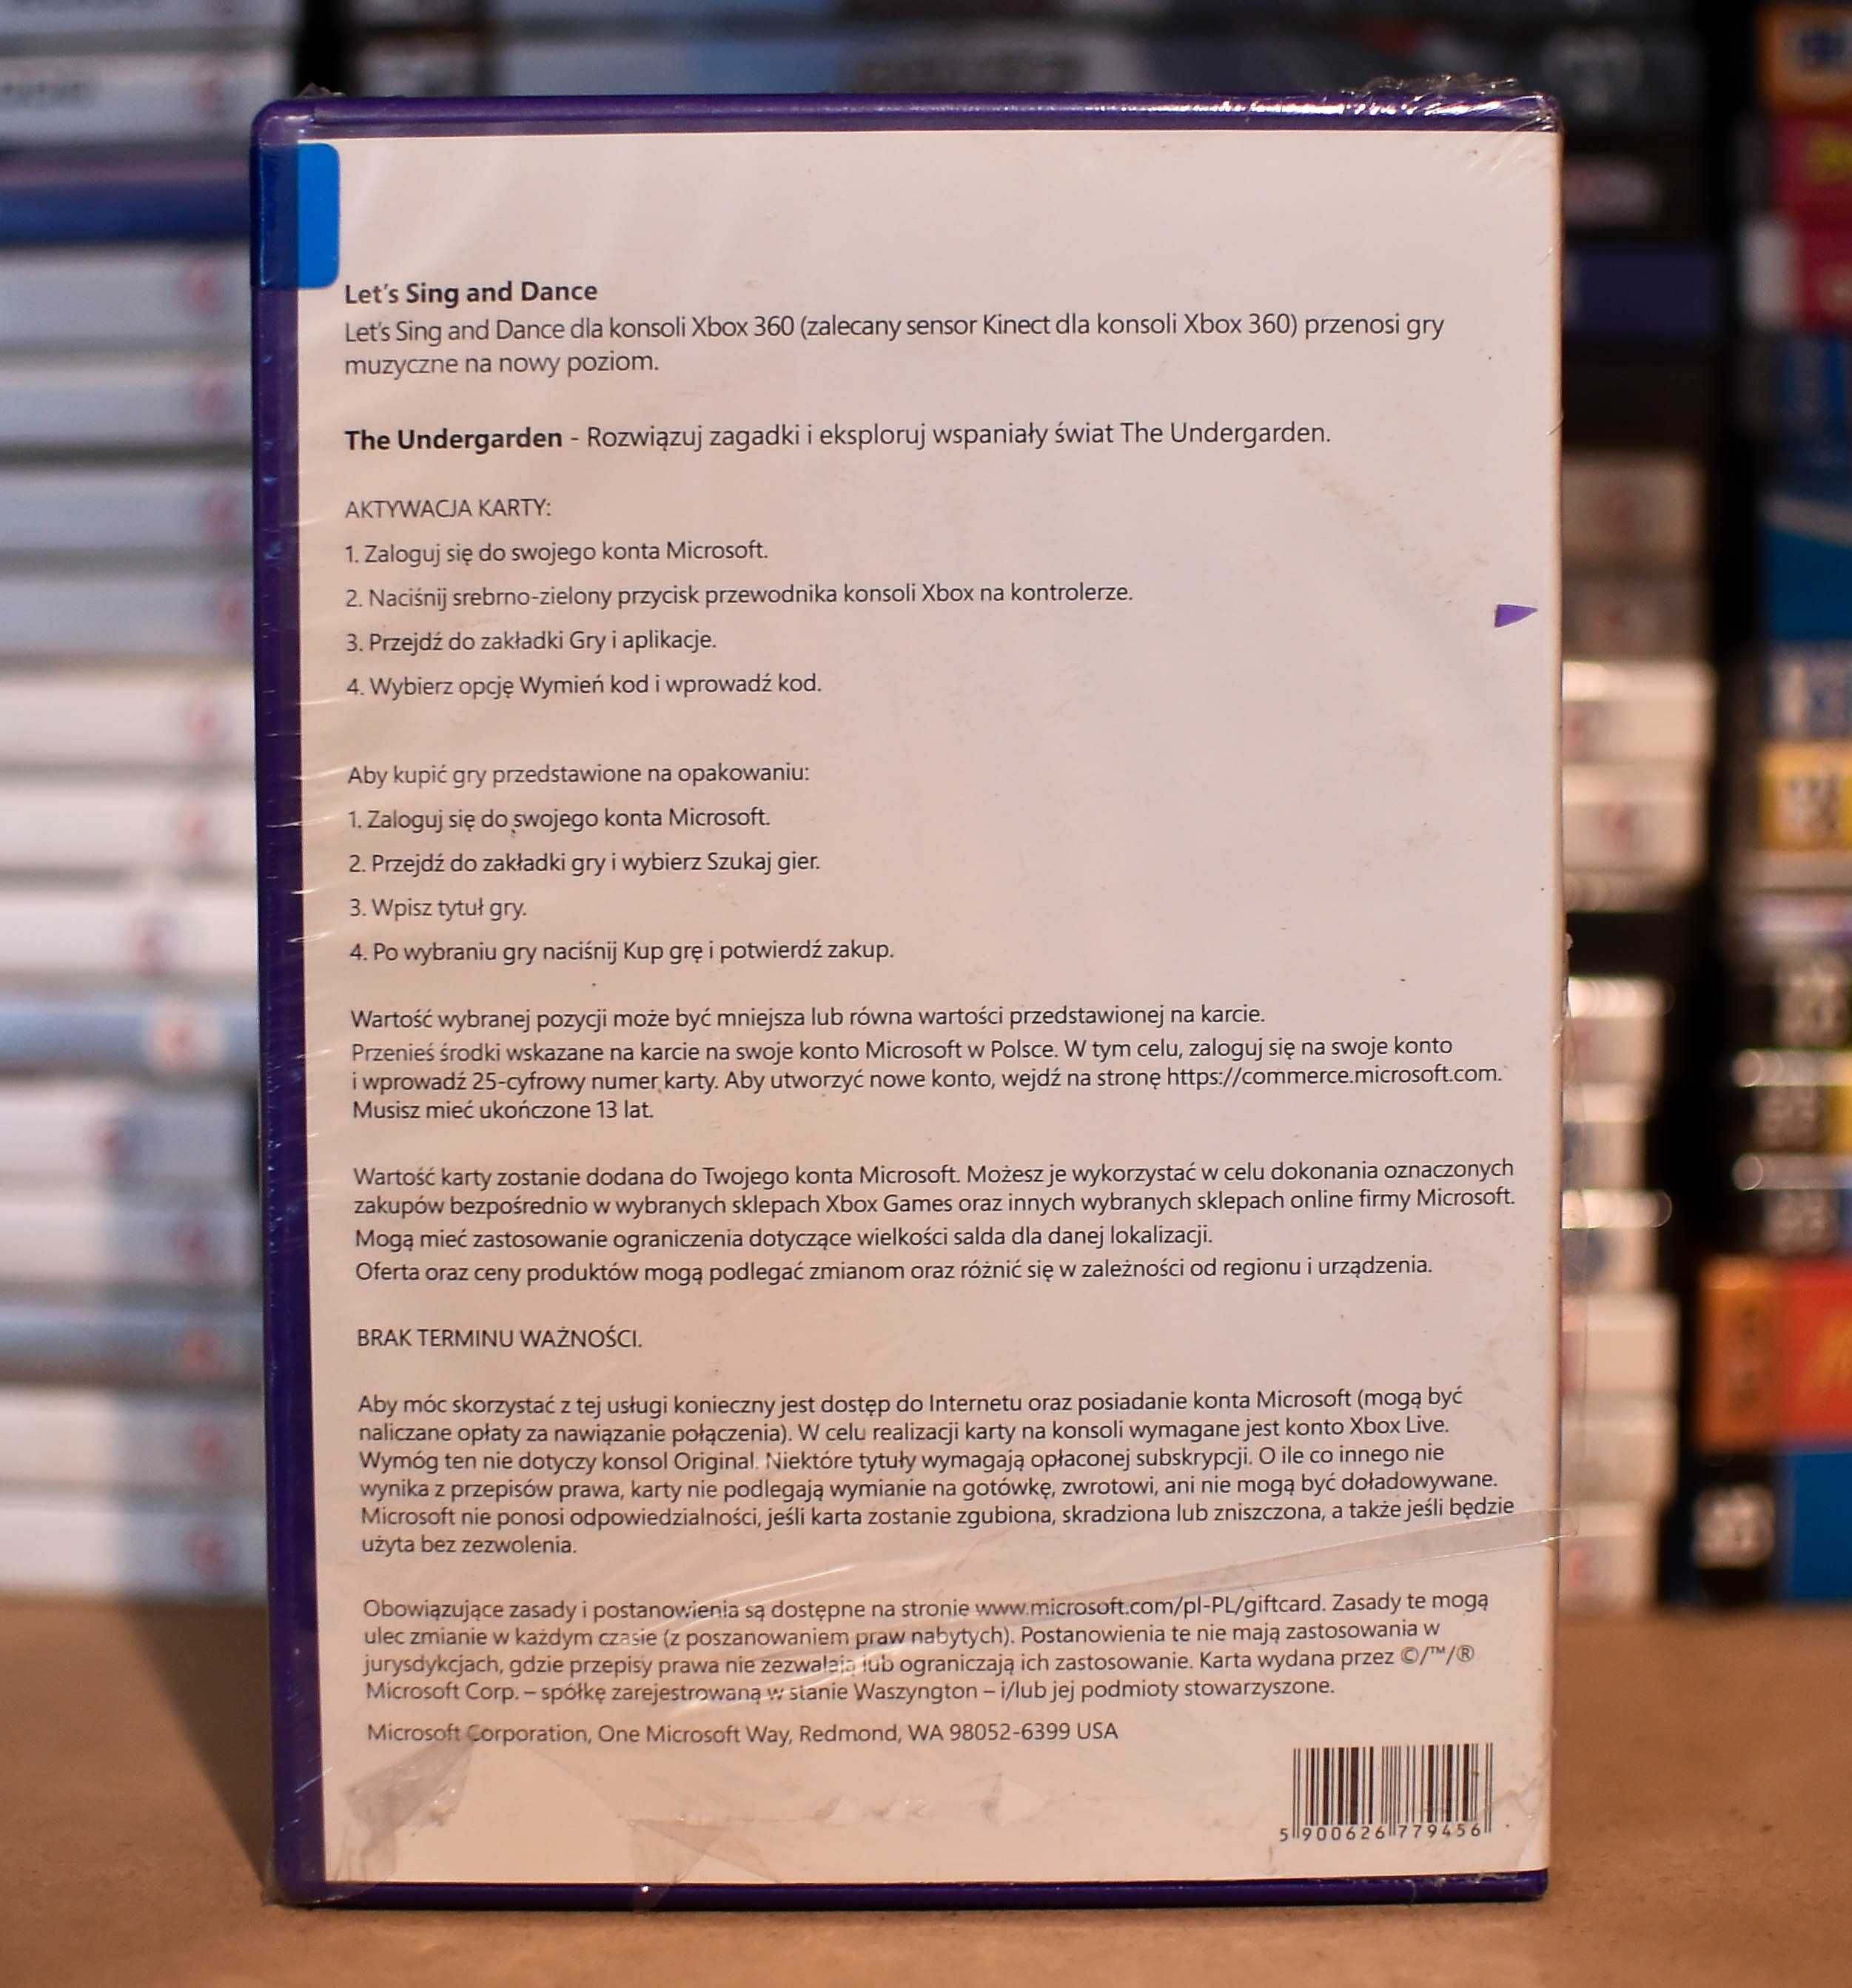 Let's Sing and Dance
Let's Sing and Dance dla konsoli Xbox 360 (zalecany sensor Kinect dla konsoli Xbox 360) przenosi gry
muzyczne na nowy poziom.
The Undergarden - Rozwiązuj zagadki i eksploruj wspaniały świat The Undergarden.
AKTYWACJA KARTY:
1. Zaloguj się do swojego konta Microsoft.
2. Naciśnij srebrno-zielony przycisk przewodnika konsoli Xbox na kontrolerze.
3. Przejdź do zakładki Gry i aplikacje.
4. Wybierz opcję Wymień kod i wprowadź kod.
Aby kupić gry przedstawione na opakowaniu:
1. Zaloguj się do swojego konta Microsoft.
2. Przejdź do zakładki gry i wybierz Szukaj gier.
3. Wpisz tytuł gry.
4. Po wybraniu gry naciśnij Kup grę i potwierdź zakup.
Wartość wybranej pozycji może być mniejsza lub równa wartości przedstawionej na karcie.
Przenieś środki wskazane na karcie na swoje konto Microsoft w Polsce. W tym celu, zaloguj się na swoje konto
i wprowadź 25-cyfrowy numer karty. Aby utworzyć nowe konto, wejdź na stronę https://commerce.microsoft.com.
Musisz mieć ukończone 13 lat.
Wartość karty zostanie dodana do Twojego konta Microsoft. Możesz je wykorzystać w celu dokonania oznaczonych
zakupów bezpośrednio w wybranych sklepach Xbox Games oraz innych wybranych sklepach online firmy Microsoft.
Mogą mieć zastosowanie ograniczenia dotyczące wielkości salda dla danej lokalizacji.
Oferta oraz ceny produktów mogą podlegać zmianom oraz różnić się w zależności od regionu i urządzenia.
BRAK TERMINU WAŻNOŚCI.
Aby móc skorzystać z tej usługi konieczny jest dostęp do Internetu oraz posiadanie konta Microsoft (mogą być
naliczane opłaty za nawiązanie połączenia). W celu realizacji karty na konsoli wymagane jest konto Xbox Live.
Wymóg ten nie dotyczy konsol Original. Niektóre tytuły wymagają opłaconej subskrypcji. O ile co innego nie
wynika z przepisów prawa, karty nie podlegają wymianie na gotówkę, zwrotowi, ani nie mogą być doładowywane.
Microsoft nie ponosi odpowiedzialności, jeśli karta zostanie zgubiona, skradziona lub zniszczona, a także jeśli będzie
użyta bez zezwolenia.
Obowiązujące zasady i postanowienia są dostępne na stronie www.microsoft.com/pl-PL/giftcard. Zasady te mogą
ulec zmianie w każdym czasie (z poszanowaniem praw nabytych). Postanowienia te nie mają zastosowania w
jurysdykcjach, gdzie przepisy prawa nie zezwalają lub ograniczają ich zastosowanie. Karta wydana przez ©/™/®
Microsoft Corp. – spółkę zarejestrowaną w stanie Waszyngton – i/lub jej podmioty stowarzyszone.
Microsoft Corporation, One Microsoft Way, Redmond, WA 98052-6399 USA
5 900626 779456